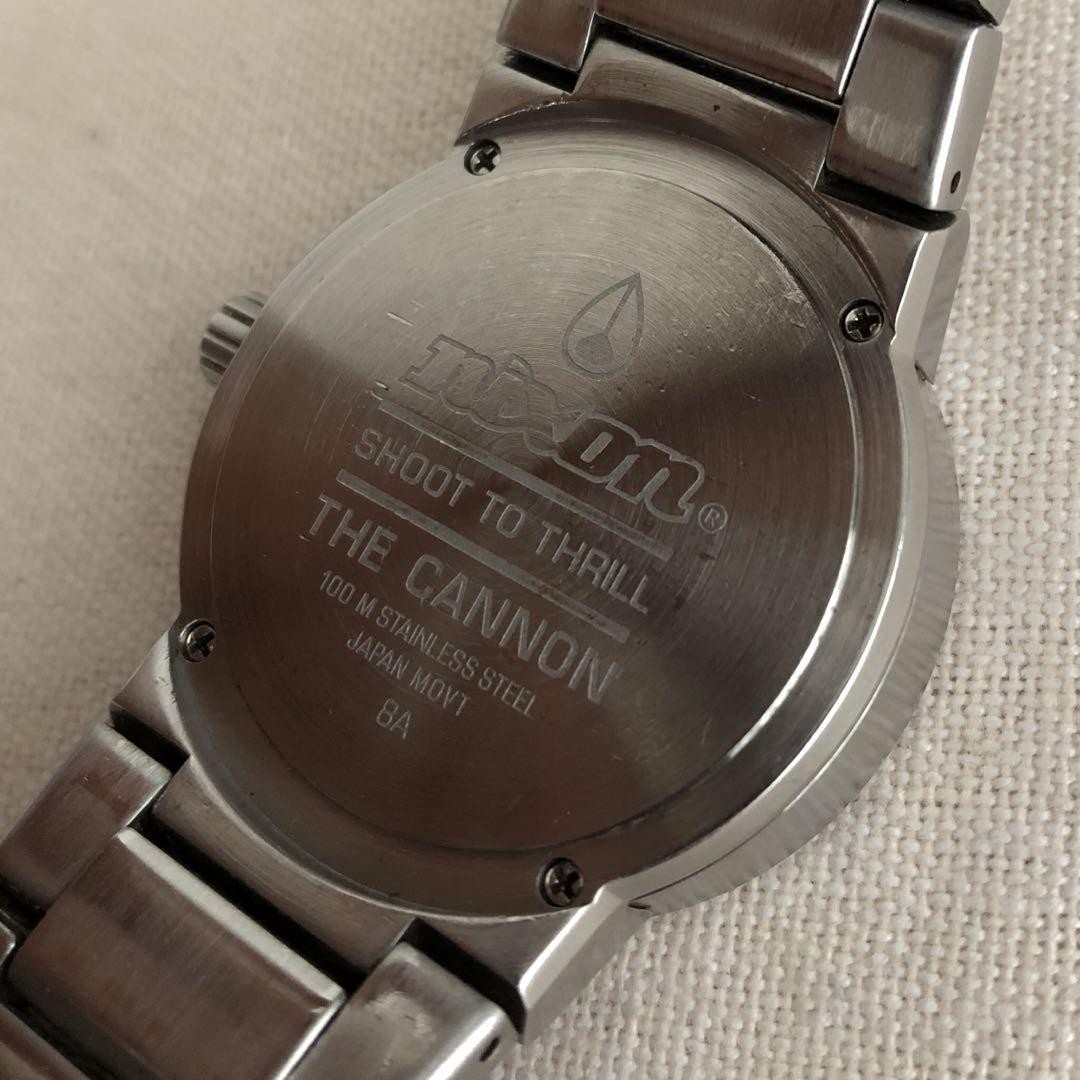 nixon®
SHOOT TO THRILL
THE CANNON
100 M STAINLESS STEEL
JAPAN MOVT
8A